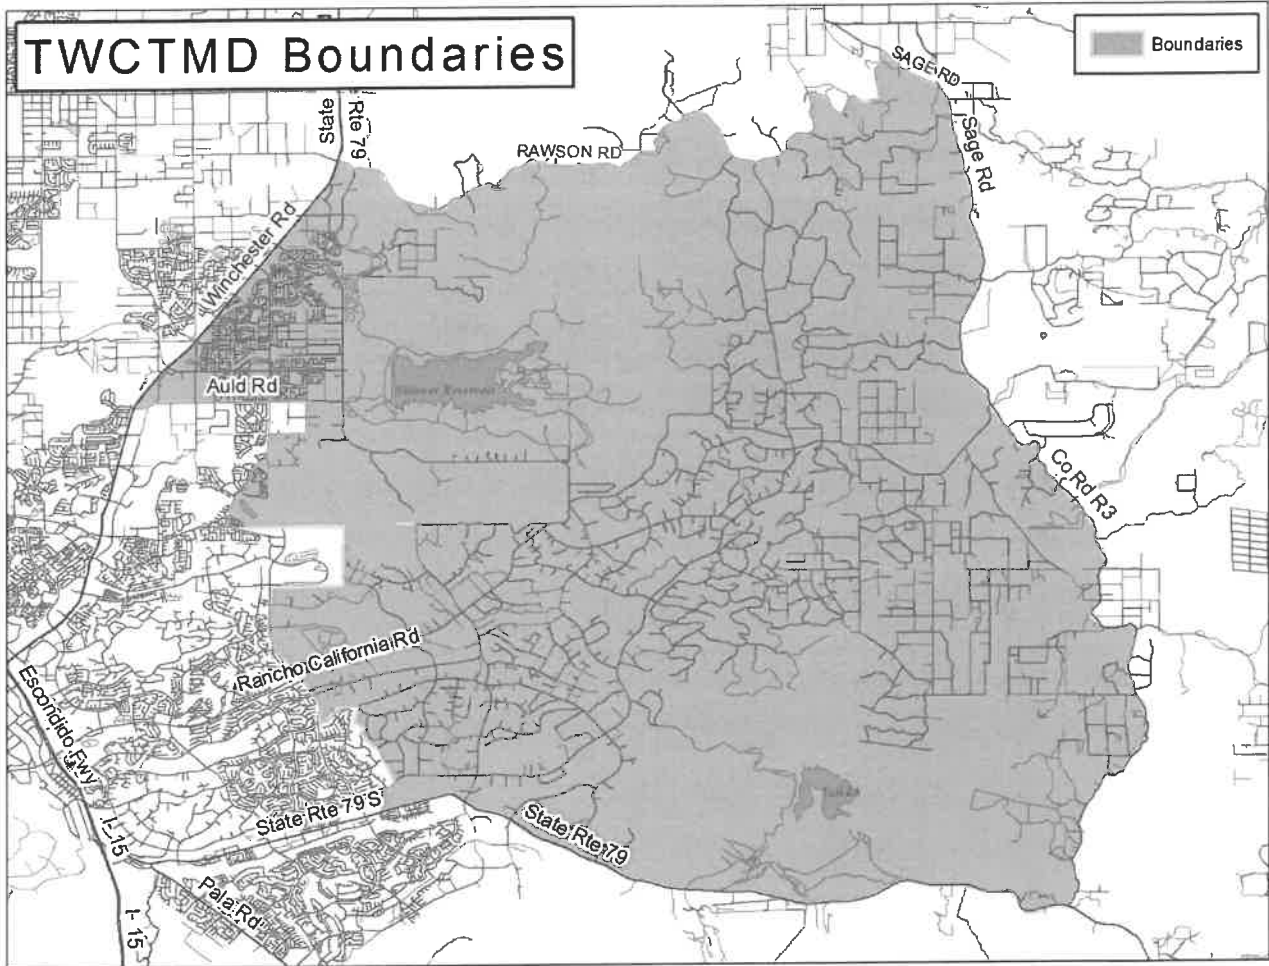 TWCTMD Boundaries
Boundaries
SAGE RD
State
Rte 79
RAWSON RD
Sage Rd
Winchester Rd
Auld Rd
Co Rd R3
Rancho California Rd
Escondido Fwy
State Rte 79 S
State Rte 79
I- 15
Pala Rd
I- 15